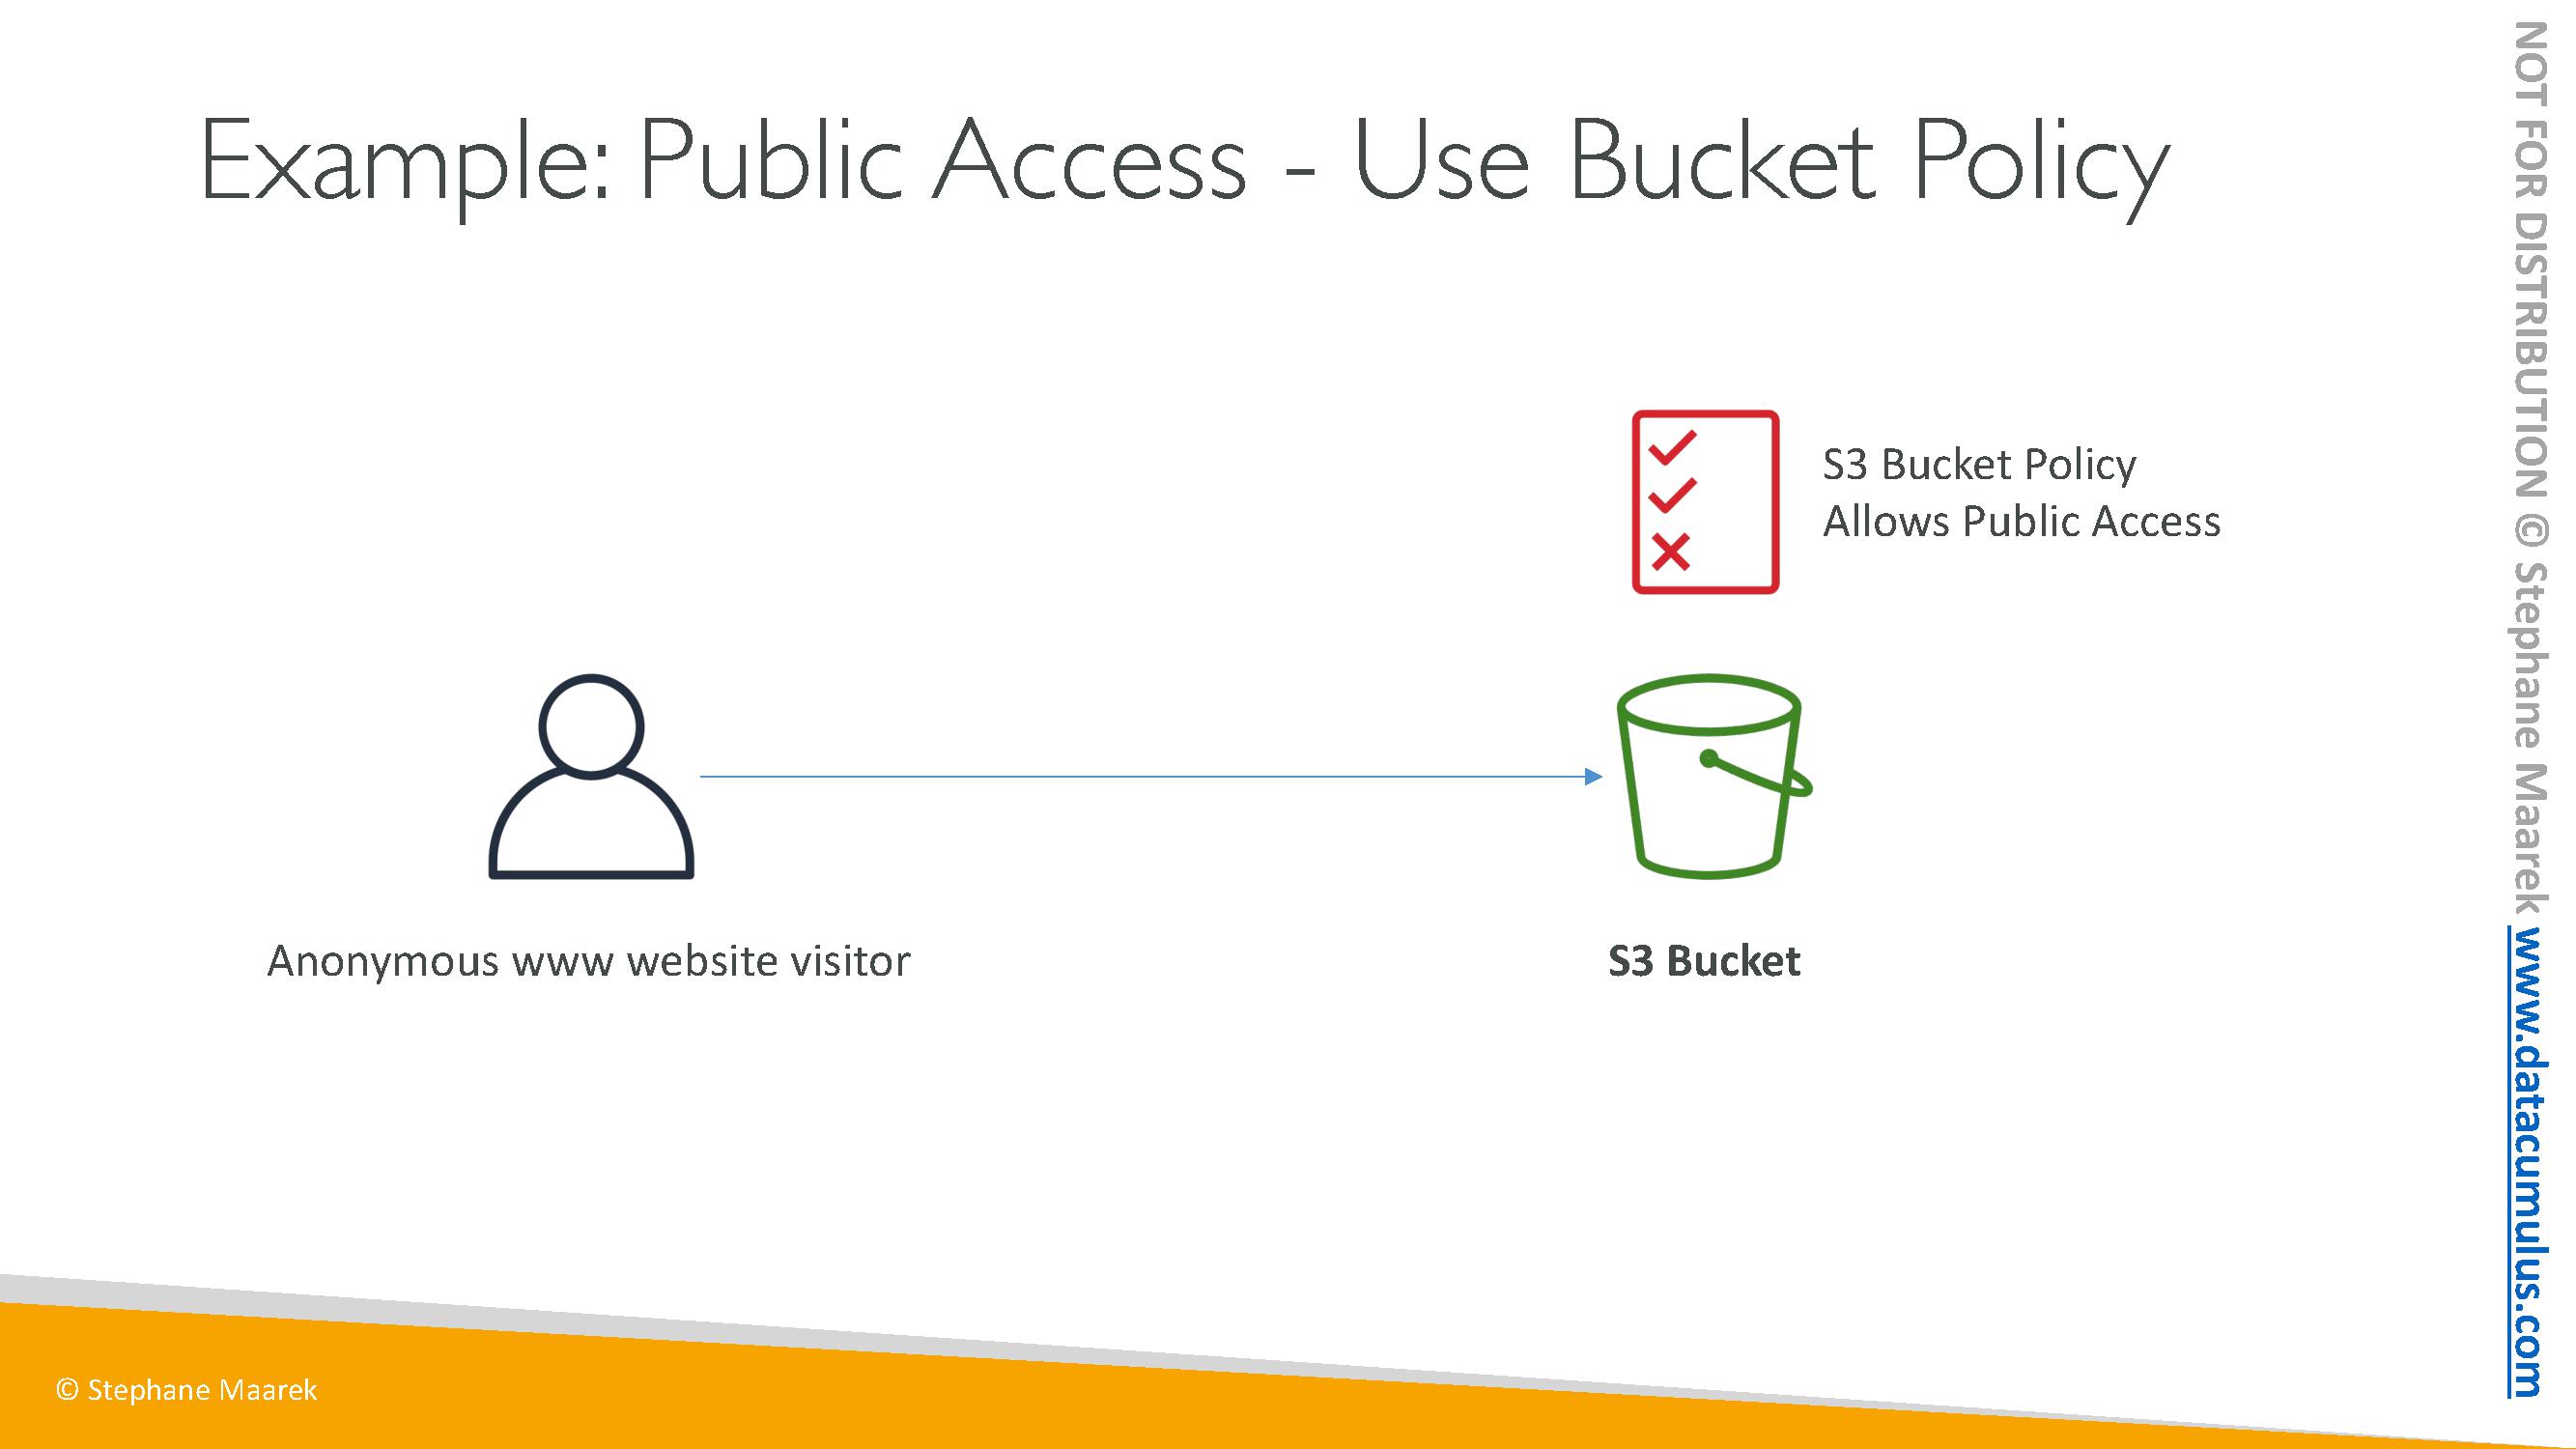 Example: Public Access - Use Bucket Policy
S3 Bucket Policy
Allows Public Access
Anonymous www website visitor
S3 Bucket
© Stephane Maarek
NOT FOR DISTRIBUTION © Stephane Maarek www.datacumulus.com